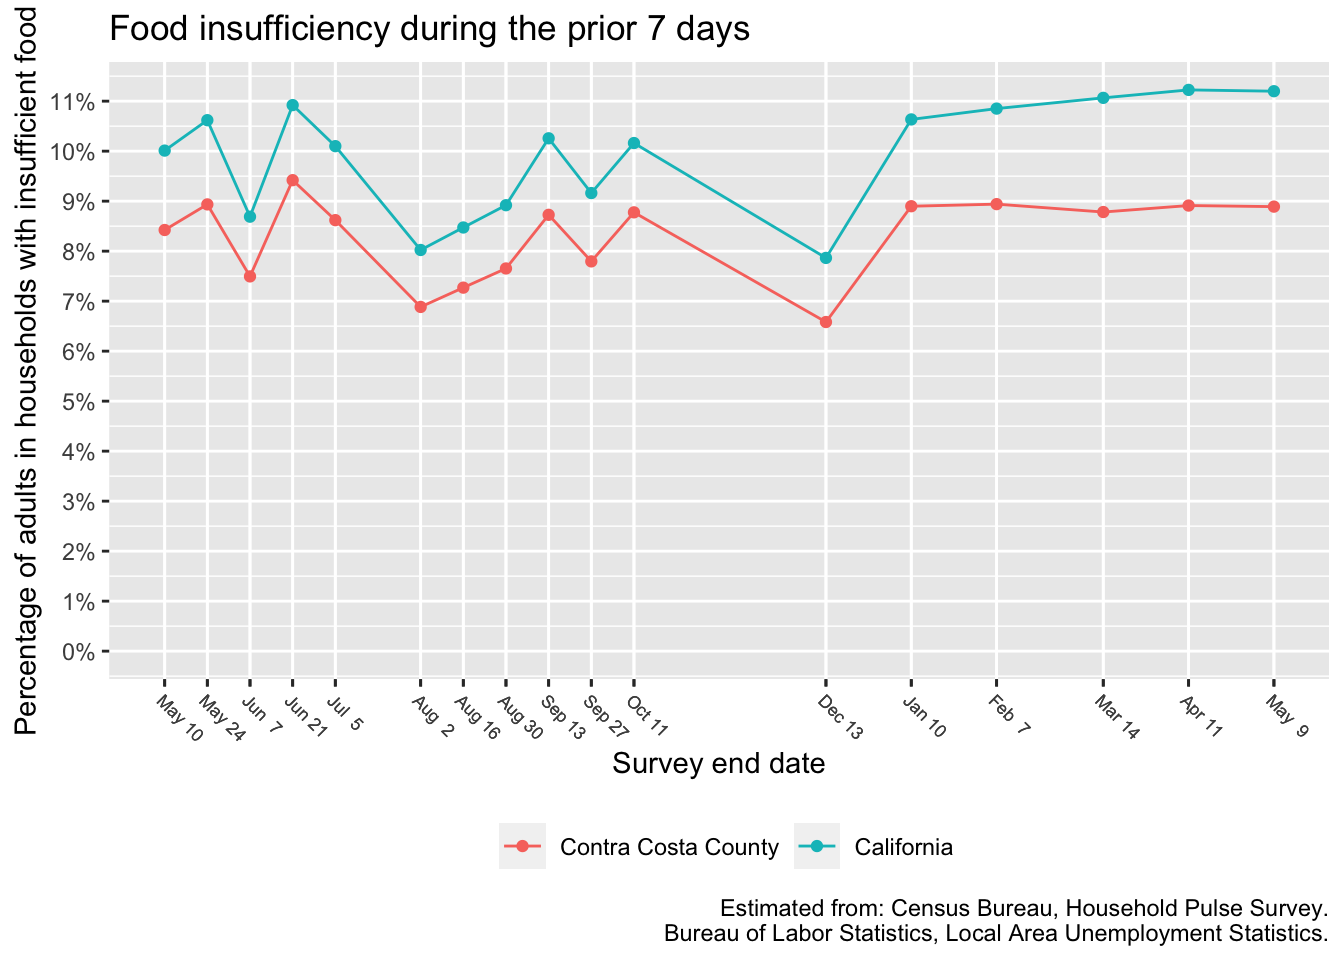 Food insufficiency during the prior 7 days
Percentage of adults in households with insufficient food
11%
10%
9%
8%
7%
6%
5%
4%
3%
2%
1%
0%
May 10
May 24
Jun 7
Jun 21
Jul 5
Aug 2
Aug 16
Aug 30
Sep 13
Sep 27
Oct 11
Dec 13
Jan 10
Feb 7
Mar 14
Apr 11
May 9
Survey end date
Contra Costa County
California
Estimated from: Census Bureau, Household Pulse Survey.
Bureau of Labor Statistics, Local Area Unemployment Statistics.